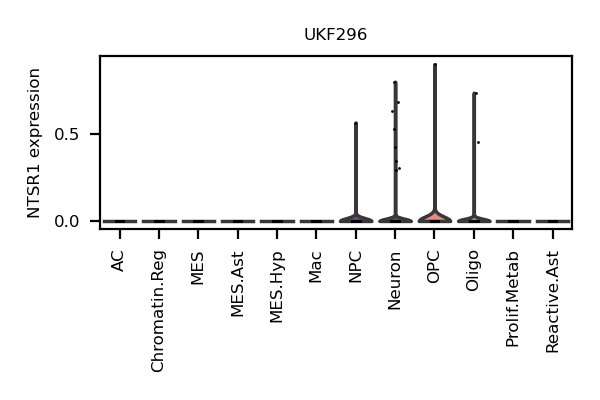 UKF296
NTSR1 expression
0.5
0.0
AC
Chromatin.Reg
MES
MES.Ast
MES.Hyp
Mac
NPC
Neuron
OPC
Oligo
Prolif.Metab
Reactive.Ast